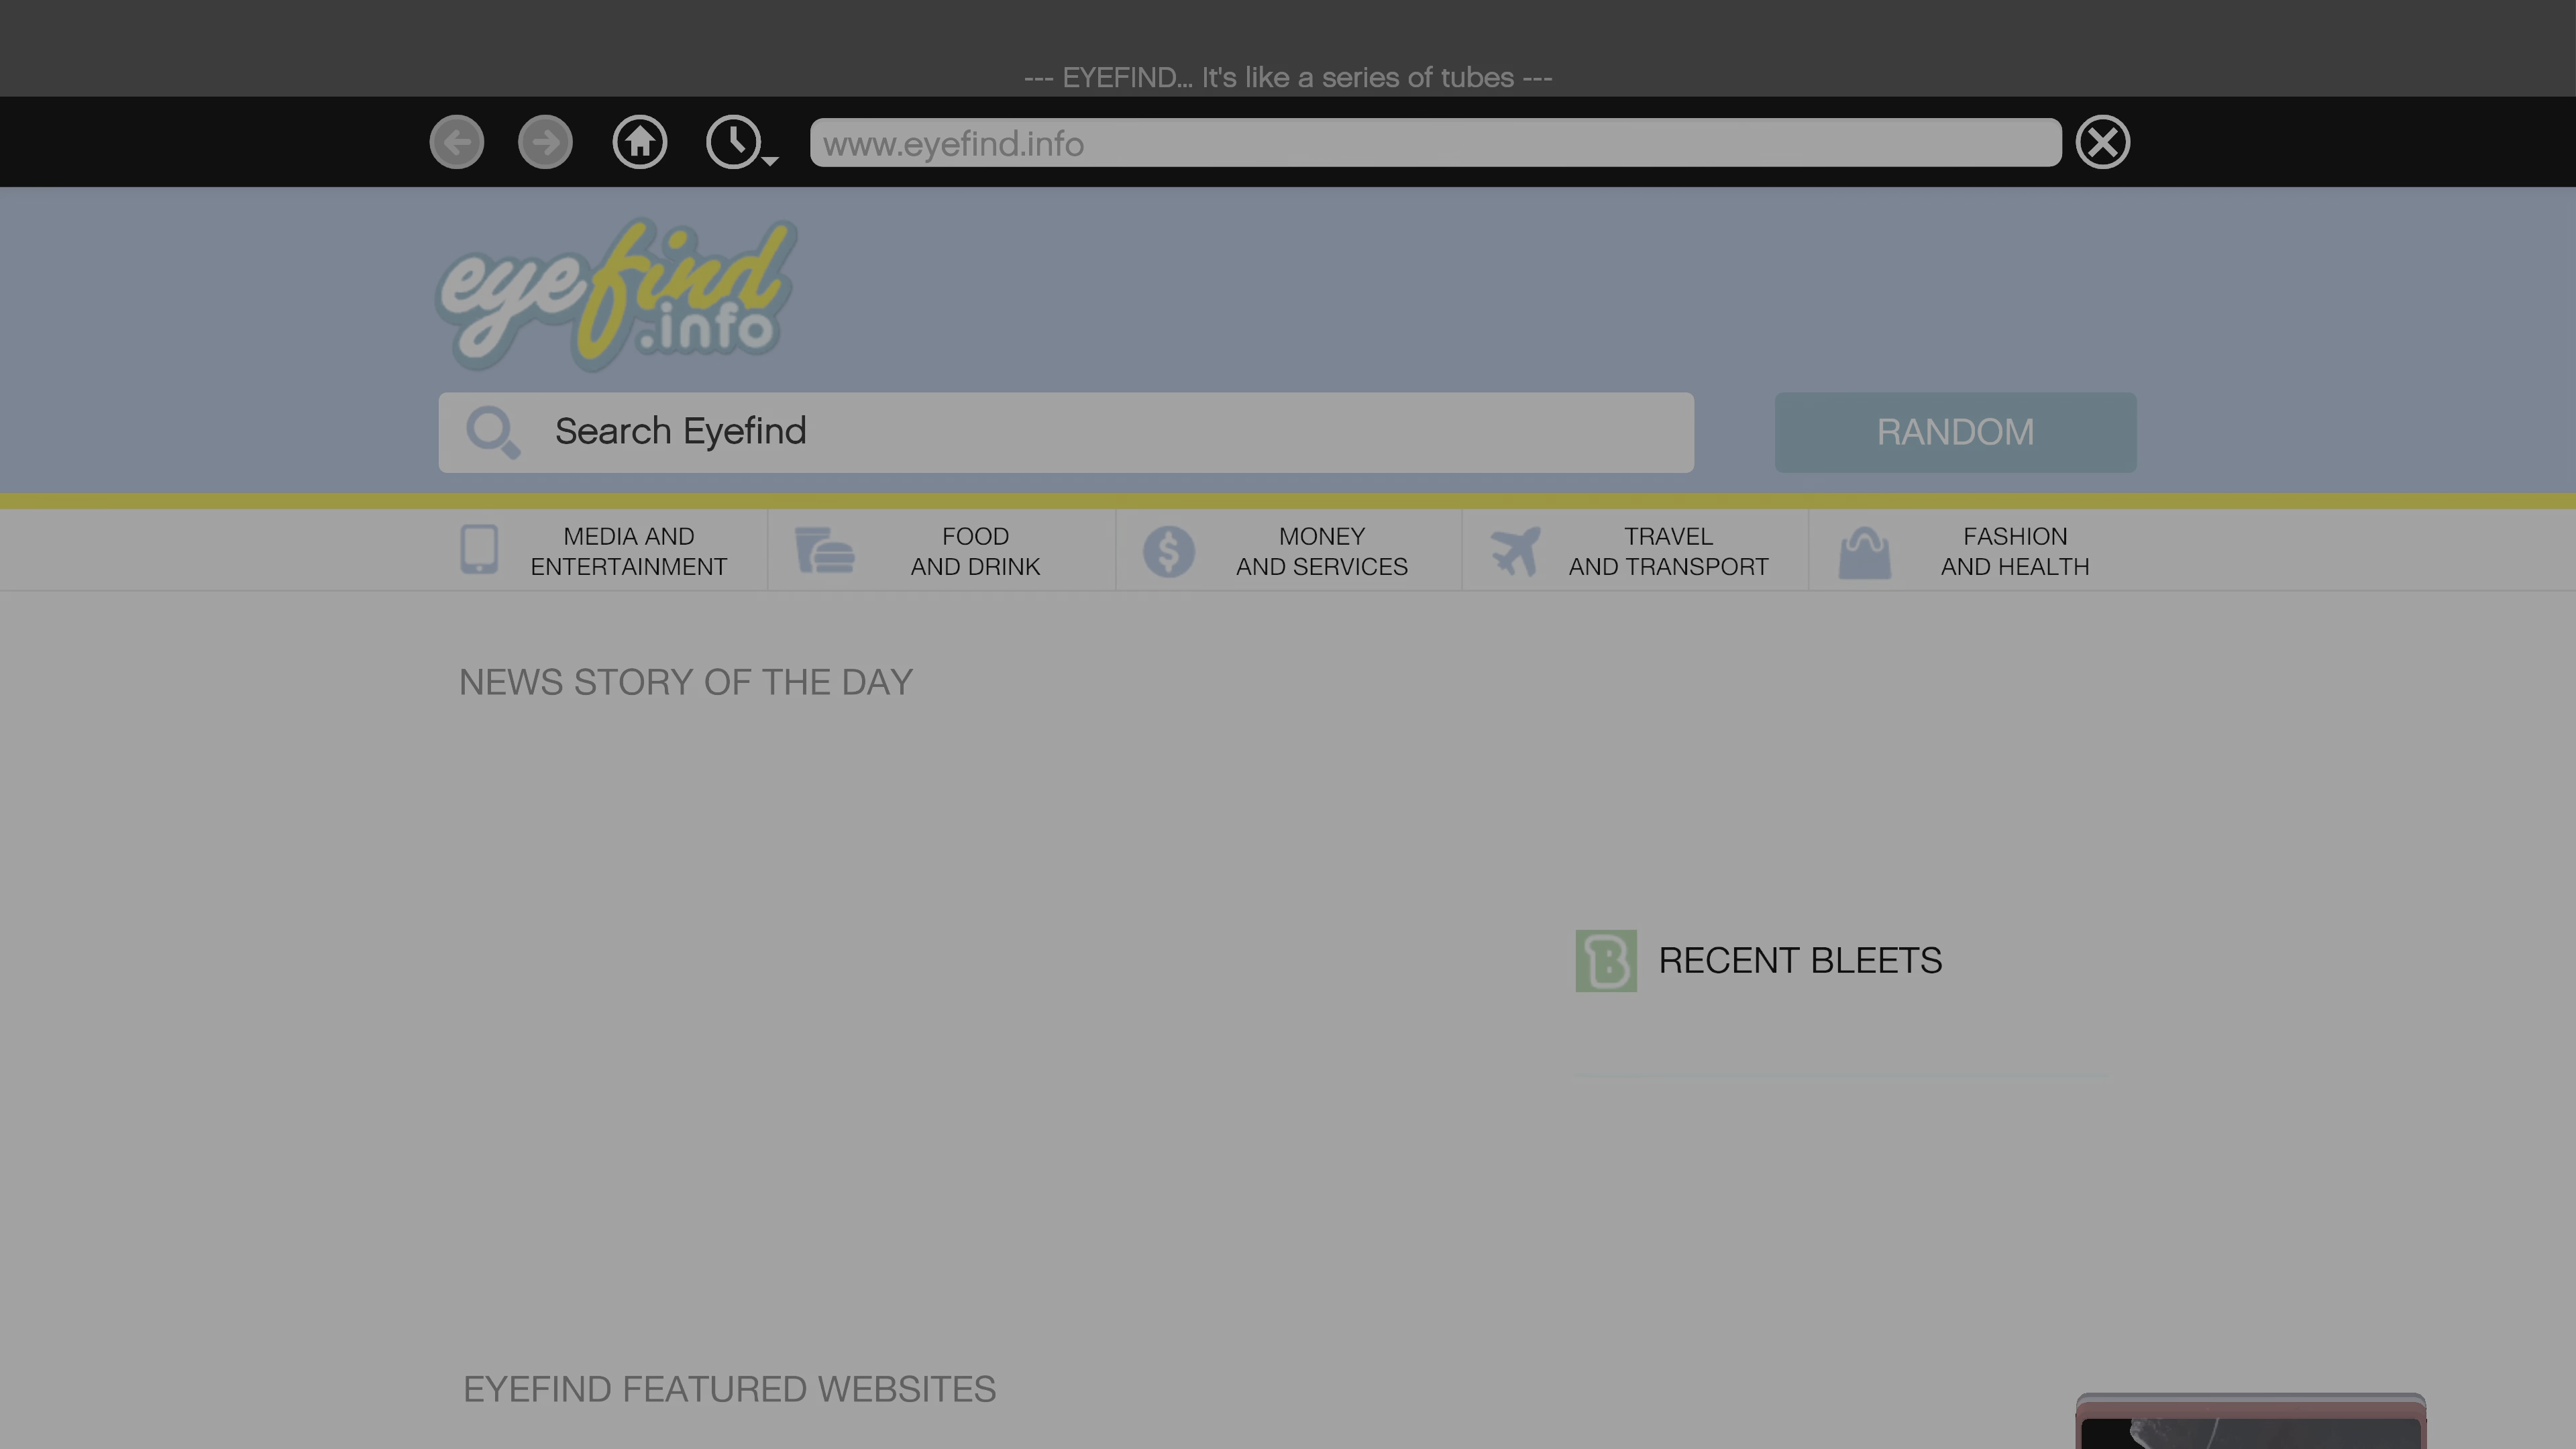 --- EYEFIND... It's like a series of tubes ---
www.eyefind.info
eyefind
.info
Search Eyefind
RANDOM
MEDIA AND
ENTERTAINMENT
FOOD
AND DRINK
MONEY
AND SERVICES
TRAVEL
AND TRANSPORT
FASHION
AND HEALTH
NEWS STORY OF THE DAY
B
RECENT BLEETS
EYEFIND FEATURED WEBSITES